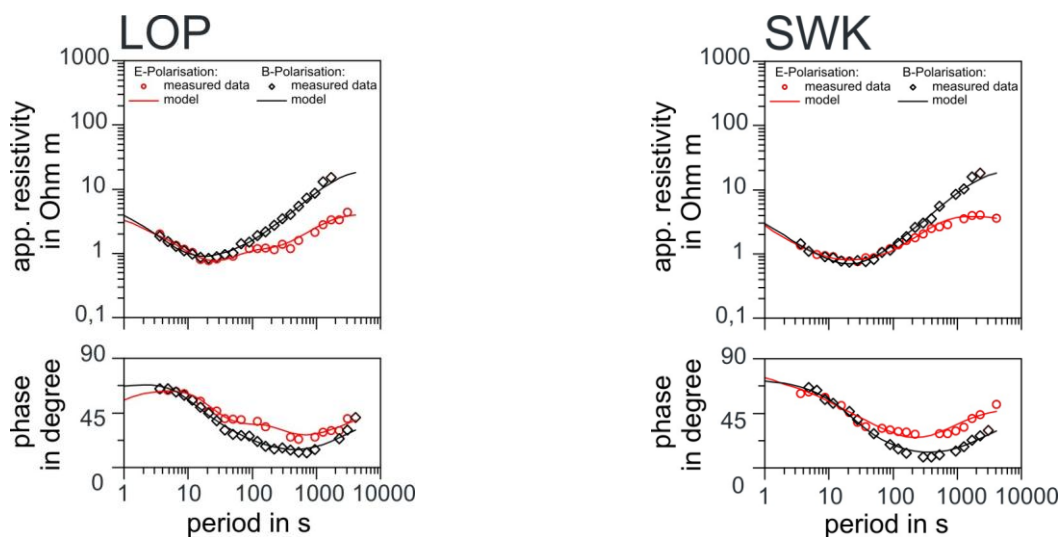 LOP
E-Polarisation: B-Polarisation:
measured data measured data
model model
app. resistivity
in Ohm m
1000
100
10
1
0,1
phase
in degree
90
45
0
1 10 100 1000 10000
period in s
SWK
E-Polarisation: B-Polarisation:
measured data measured data
model model
app. resistivity
in Ohm m
1000
100
10
1
0,1
phase
in degree
90
45
0
1 10 100 1000 10000
period in s